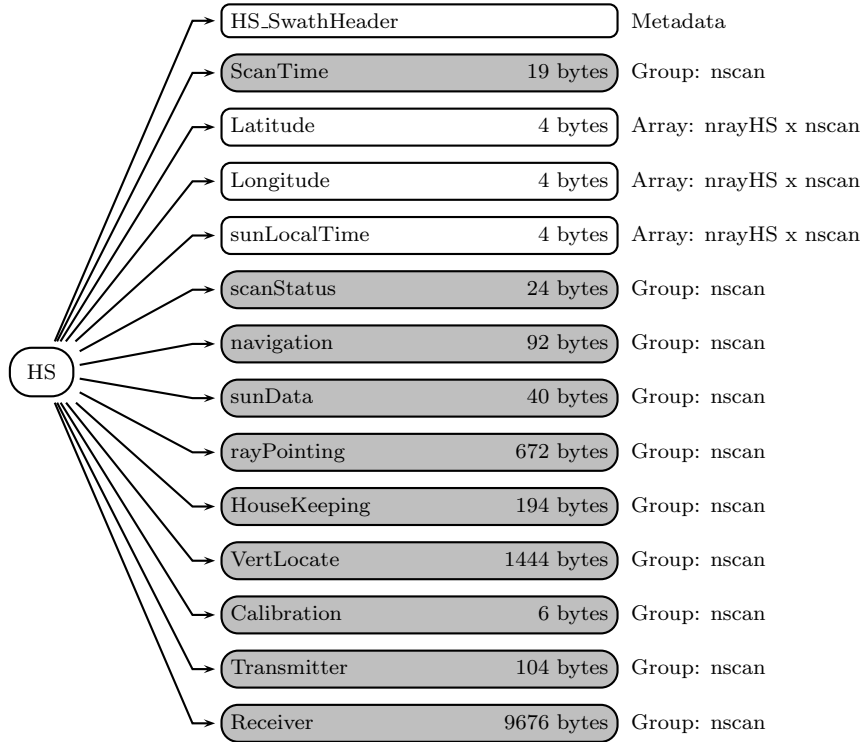 HS_SwathHeader Metadata
ScanTime 19 bytes Group: nscan
Latitude 4 bytes Array: nrayHS x nscan
Longitude 4 bytes Array: nrayHS x nscan
sunLocalTime 4 bytes Array: nrayHS x nscan
scanStatus 24 bytes Group: nscan
navigation 92 bytes Group: nscan
HS
sunData 40 bytes Group: nscan
rayPointing 672 bytes Group: nscan
HouseKeeping 194 bytes Group: nscan
VertLocate 1444 bytes Group: nscan
Calibration 6 bytes Group: nscan
Transmitter 104 bytes Group: nscan
Receiver 9676 bytes Group: nscan